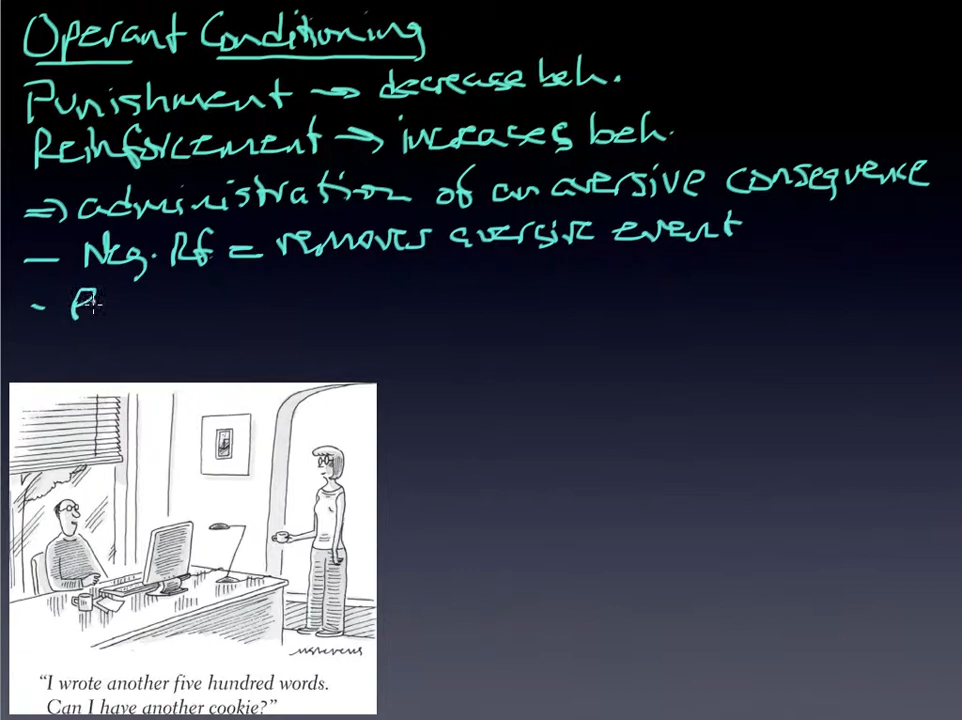 Operant Conditioning
Punishment → decrease beh.
Reinforcement → increases beh.
⇒ administration of an aversive consequence
— Neg. Rf = removes aversive event
- P
“I wrote another five hundred words.
Can I have another cookie?”